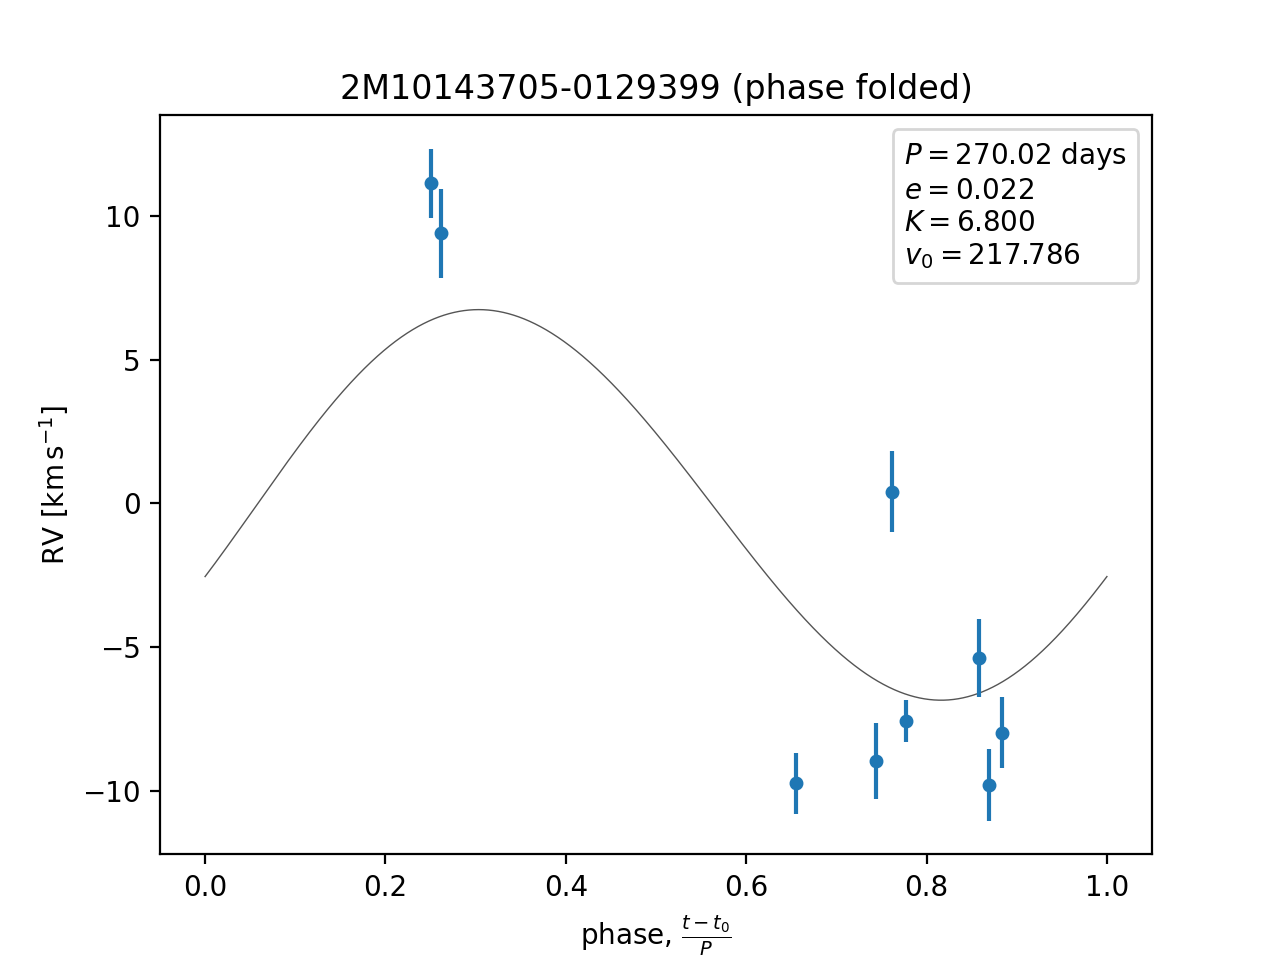 2M10143705-0129399 (phase folded)
P = 270.02 days
e = 0.022
K = 6.800
v₀ = 217.786
10
5
0
−5
−10
RV [km s⁻¹]
0.0 0.2 0.4 0.6 0.8 1.0
phase, (t − t₀)/P